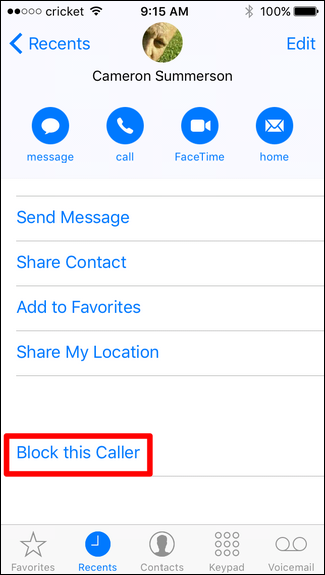 cricket 9:15 AM 100%
Recents Edit
Cameron Summerson
message call FaceTime home
Send Message
Share Contact
Add to Favorites
Share My Location
Block this Caller
Favorites Recents Contacts Keypad Voicemail